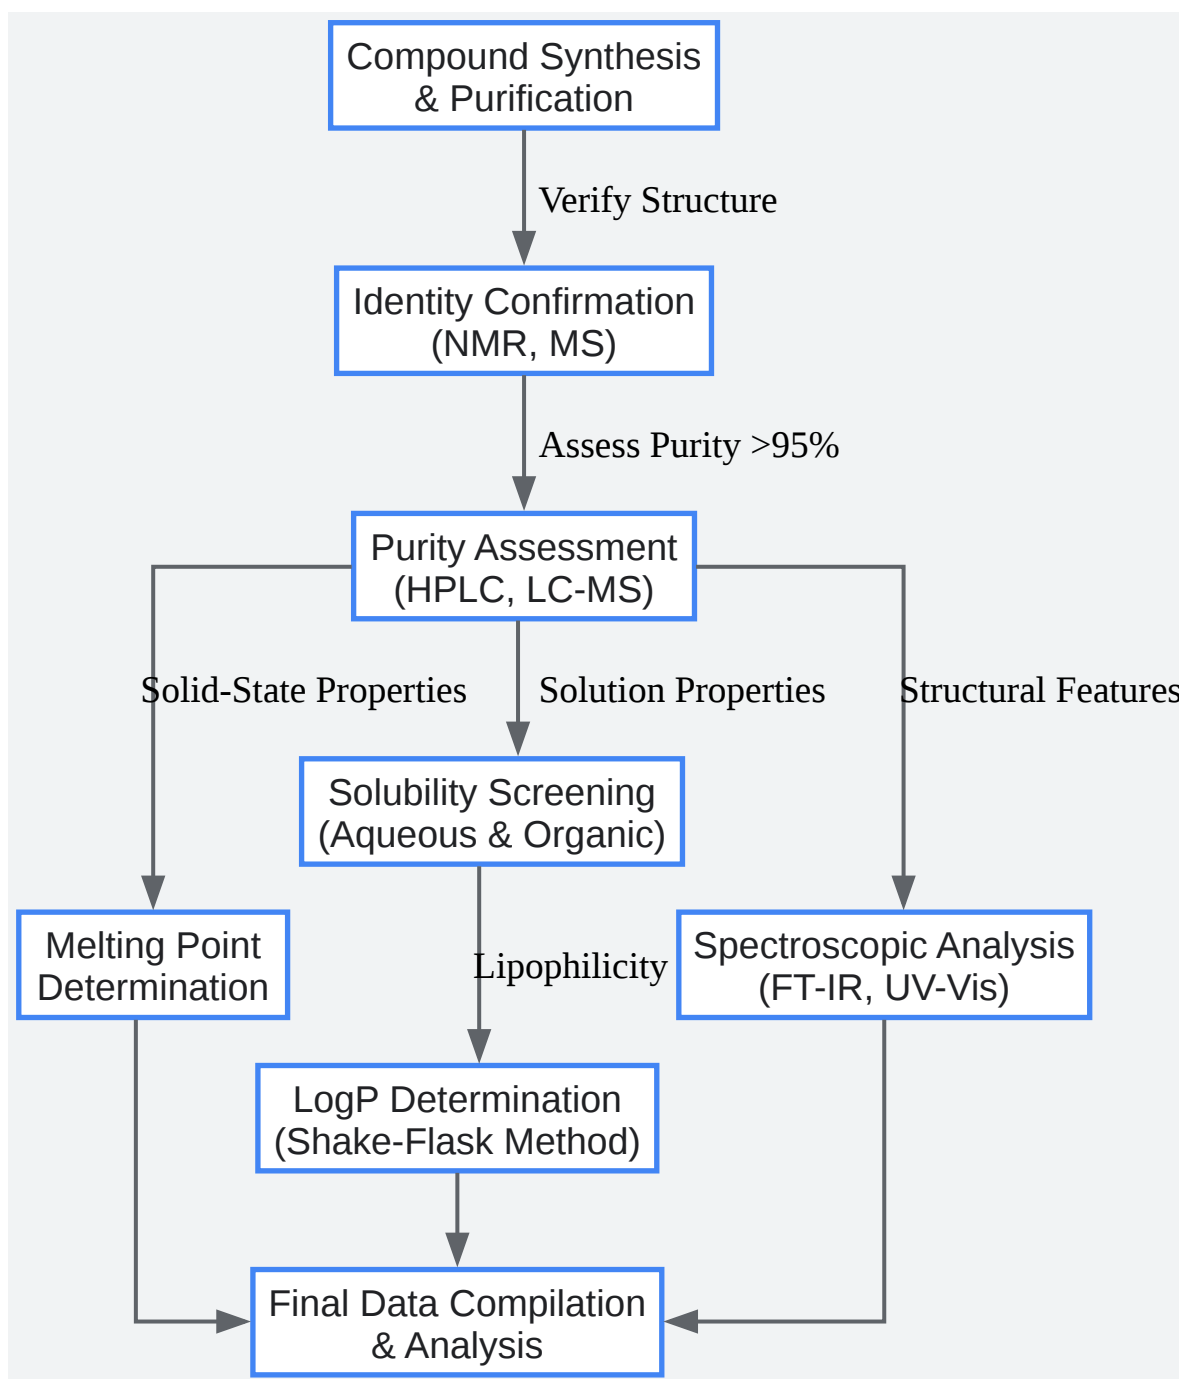 Compound Synthesis
& Purification
Verify Structure
Identity Confirmation
(NMR, MS)
Assess Purity >95%
Purity Assessment
(HPLC, LC-MS)
Solid-State Properties
Solution Properties
Structural Features
Solubility Screening
(Aqueous & Organic)
Melting Point
Determination
Lipophilicity
Spectroscopic Analysis
(FT-IR, UV-Vis)
LogP Determination
(Shake-Flask Method)
Final Data Compilation
& Analysis